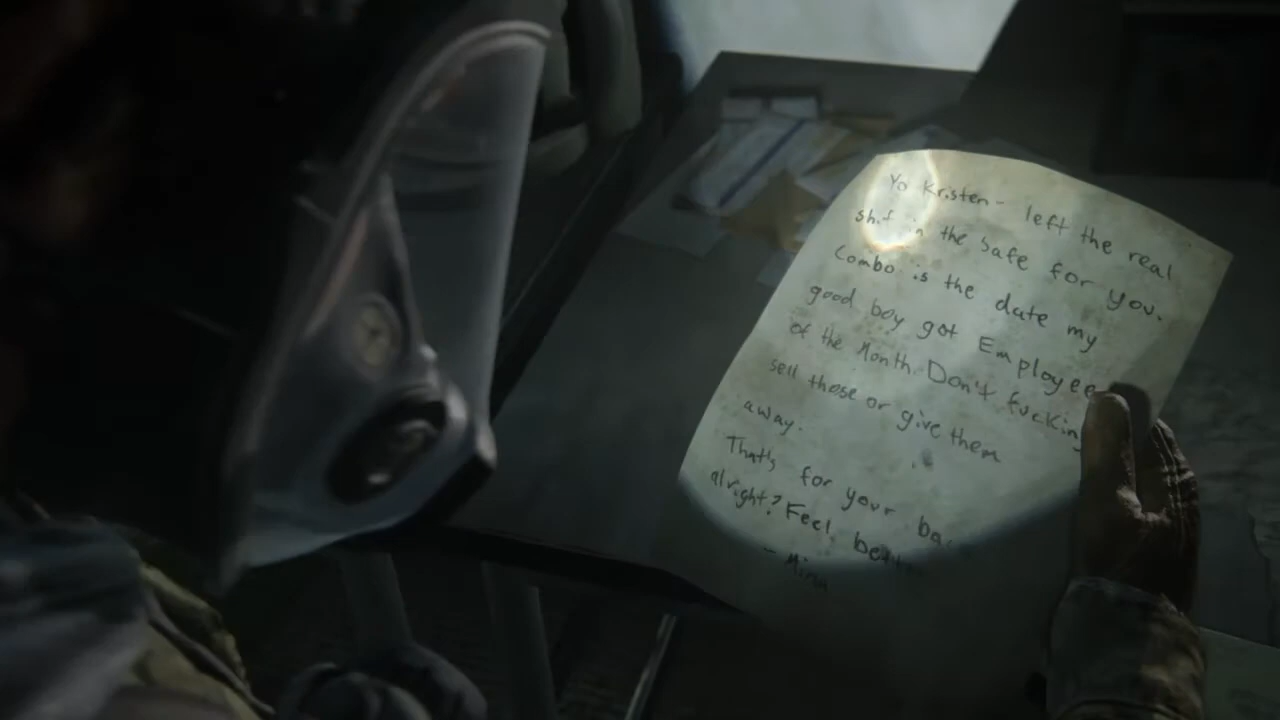 Yo Kristen - left the real
shit in the safe for you.
Combo is the date my
good boy got Employee
of the Month. Don't fucking
sell those or give them
away.
That's for your
alright? Feel